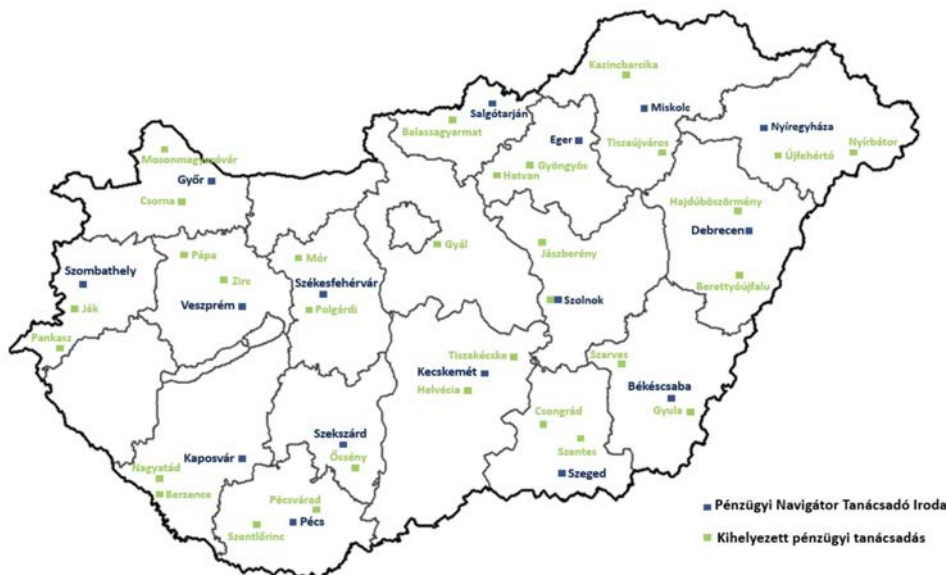 Kazincbarcika
Salgótarján
Miskolc
Balassagyarmat
Nyíregyháza
Eger
Tiszaújváros
Nyírbátor
Mosonmagyaróvár
Újfehértó
Gyöngyös
Hatvan
Győr
Csorna
Hajdúböszörmény
Debrecen
Gyál
Jászberény
Pápa
Mór
Szombathely
Zirc
Székesfehérvár
Berettyóújfalu
Szolnok
Veszprém
Ják
Polgárdi
Pankasz
Tiszakécske
Szarvas
Kecskemét
Helvécia
Békéscsaba
Gyula
Csongrád
Szekszárd
Szentes
Kaposvár
Őcsény
Nagyatád
Szeged
Berzence
Pécsvárad
Pénzügyi Navigátor Tanácsadó Iroda
Pécs
Szentlőrinc
Kihelyezett pénzügyi tanácsadás